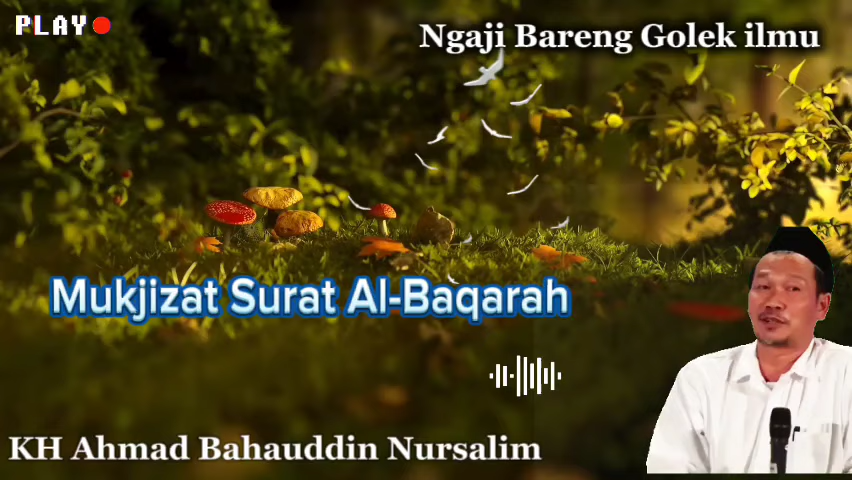 PLAY
Ngaji Bareng Golek ilmu
Mukjizat Surat Al-Baqarah
KH Ahmad Bahauddin Nursalim